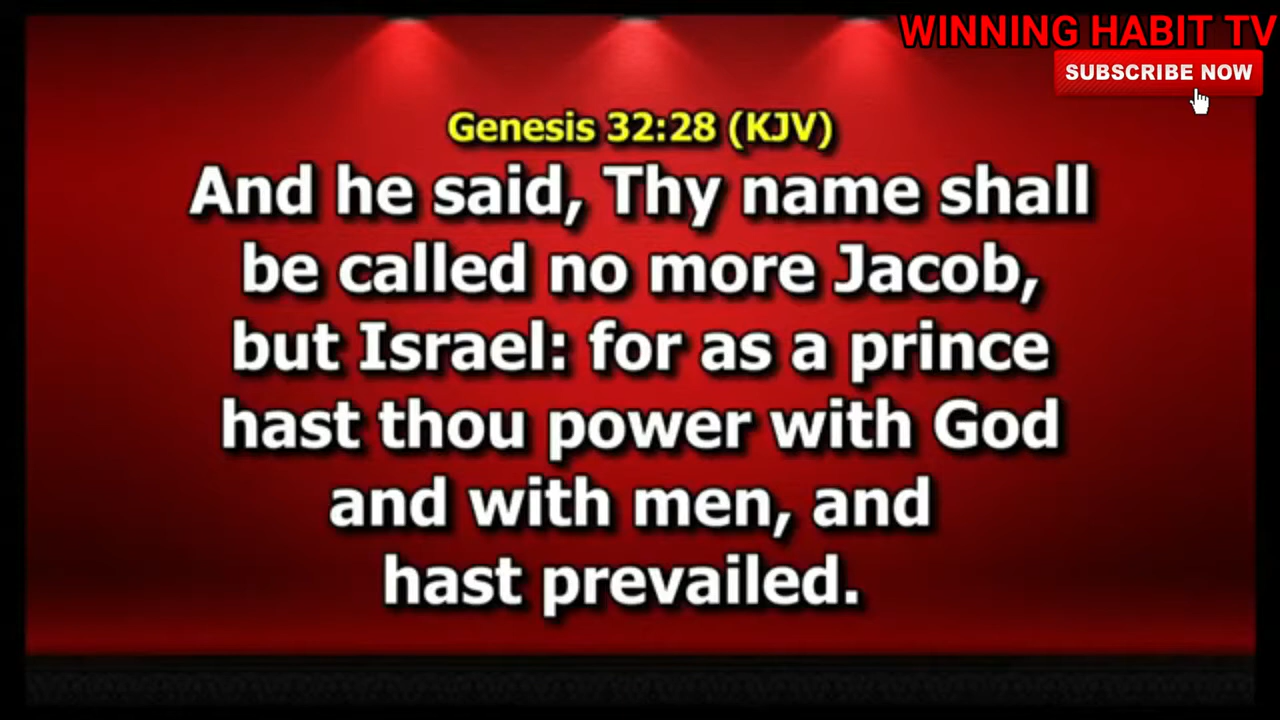 WINNING HABIT TV
SUBSCRIBE NOW
Genesis 32:28 (KJV)
And he said, Thy name shall
be called no more Jacob,
but Israel: for as a prince
hast thou power with God
and with men, and
hast prevailed.